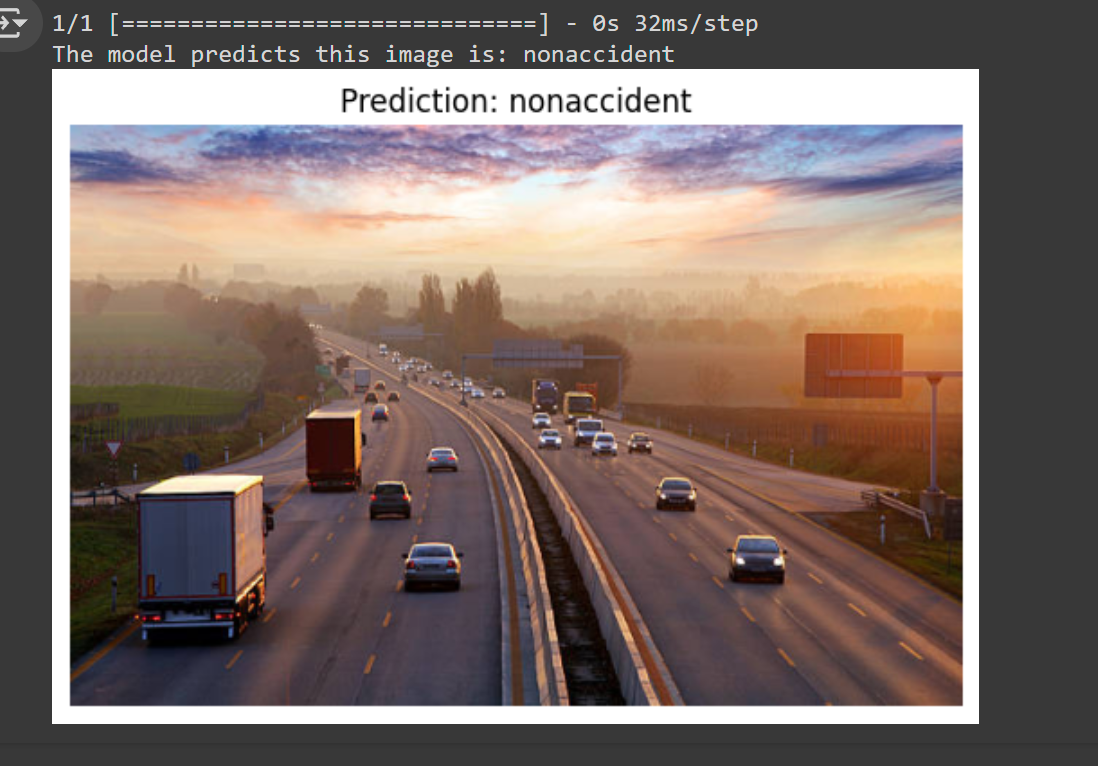 1/1 [==============================] - 0s 32ms/step
The model predicts this image is: nonaccident
Prediction: nonaccident